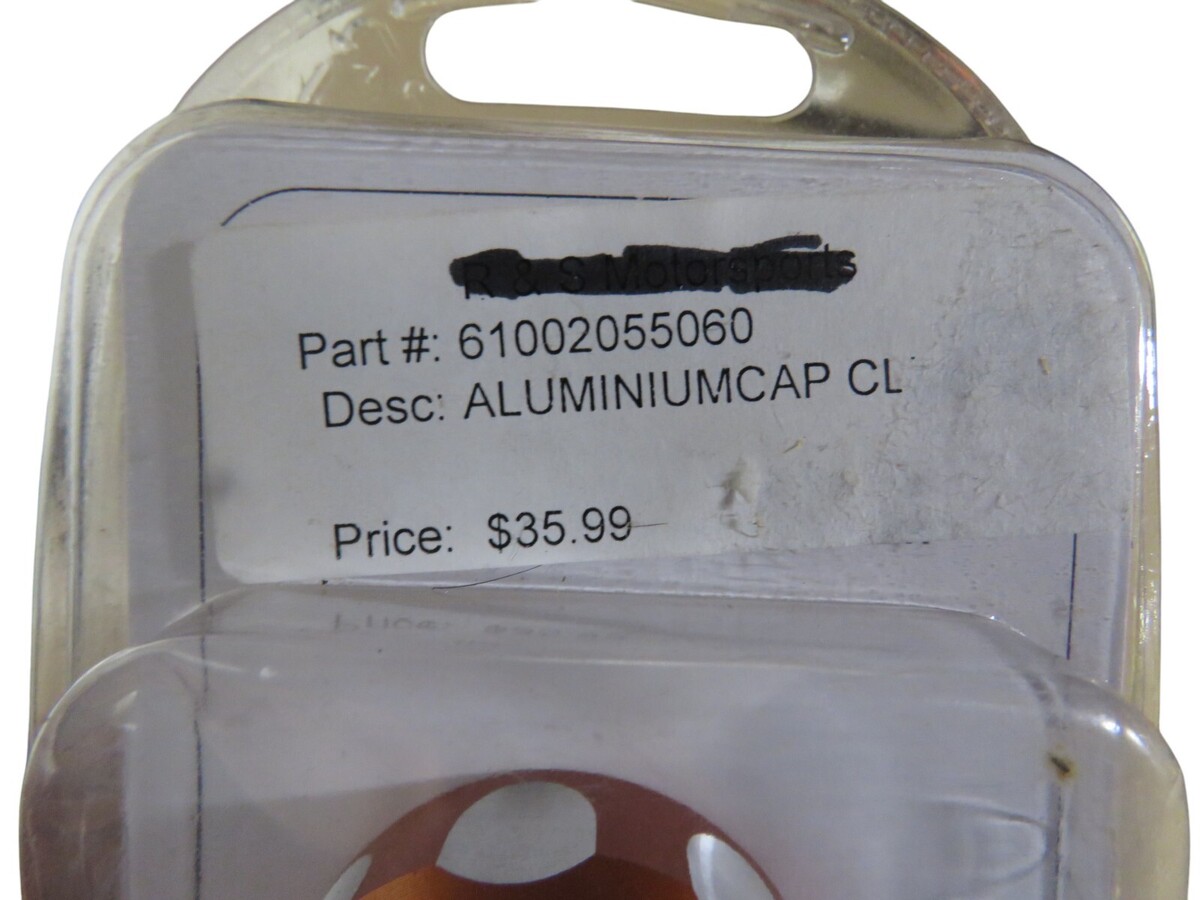 R & S Motorsports
Part #: 61002055060
Desc: ALUMINIUMCAP CL
Price: $35.99